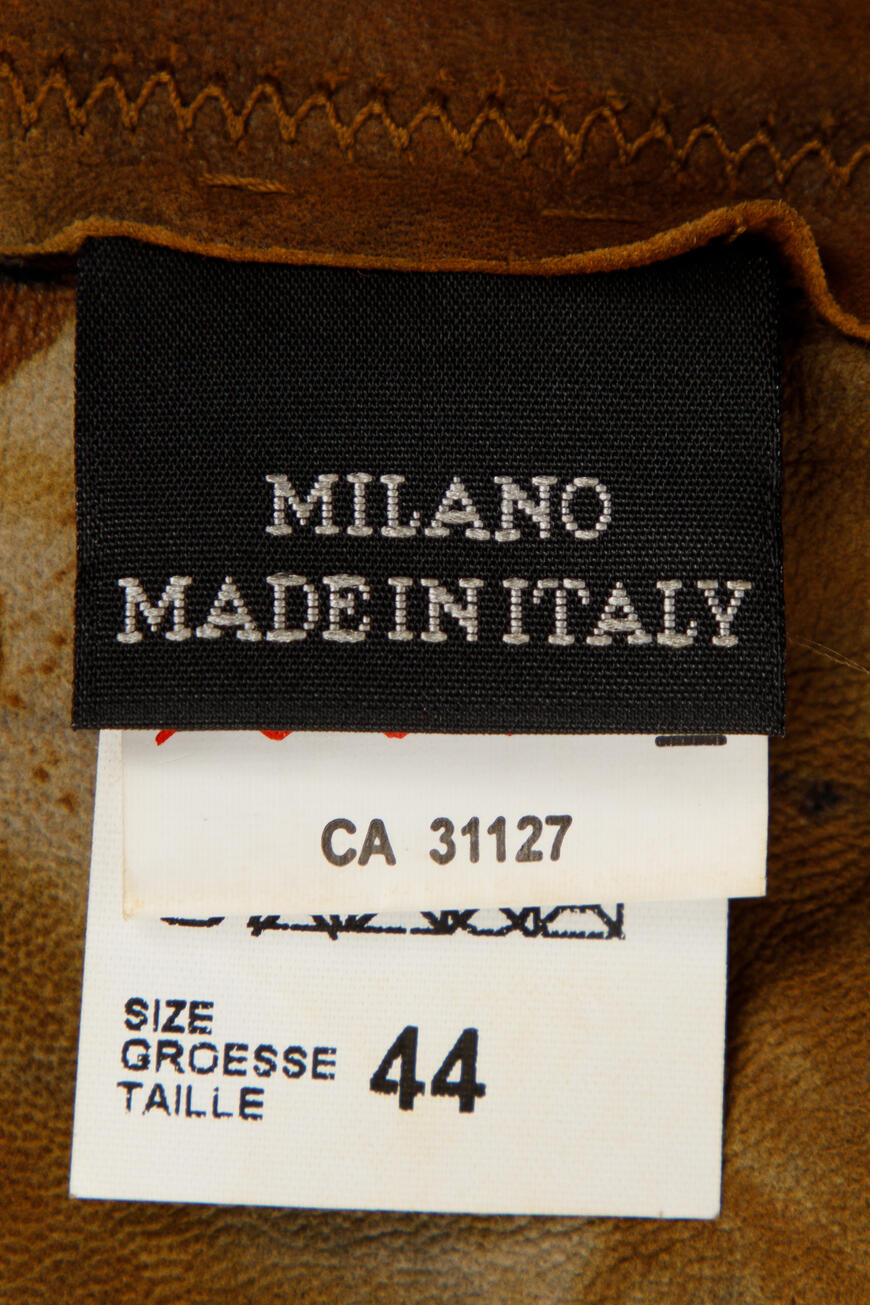 MILANO
MADE IN ITALY
CA 31127
SIZE
GROESSE
TAILLE
44